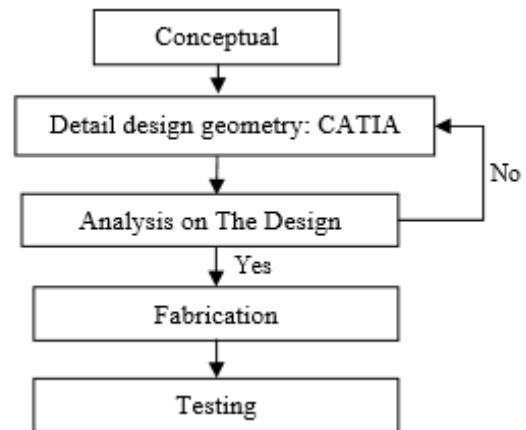 Conceptual
Detail design geometry: CATIA
No
Analysis on The Design
Yes
Fabrication
Testing